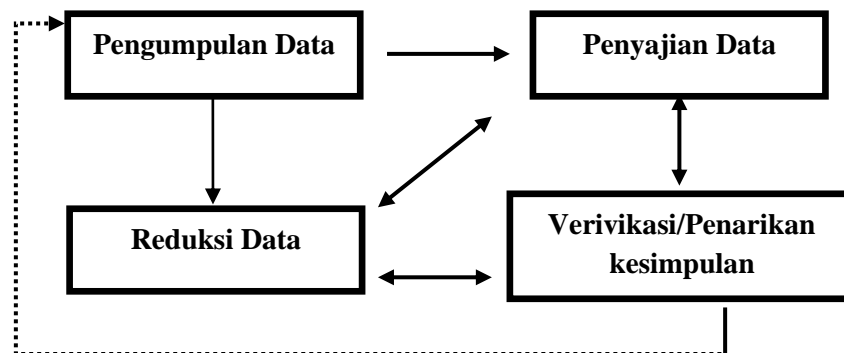 Pengumpulan Data
Penyajian Data
Reduksi Data
Verivikasi/Penarikan
kesimpulan